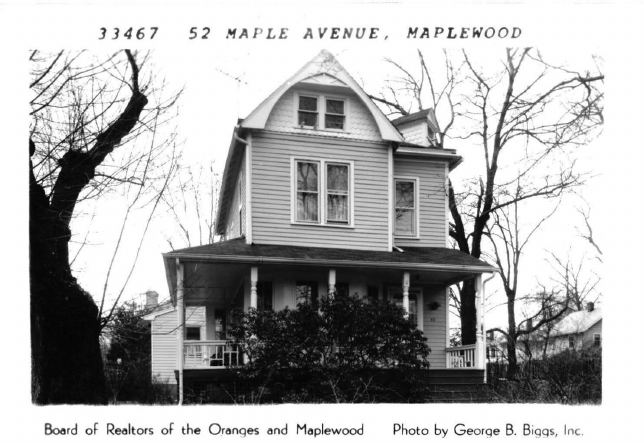 33467 52 MAPLE AVENUE, MAPLEWOOD
Board of Realtors of the Oranges and Maplewood Photo by George B. Biggs, Inc.